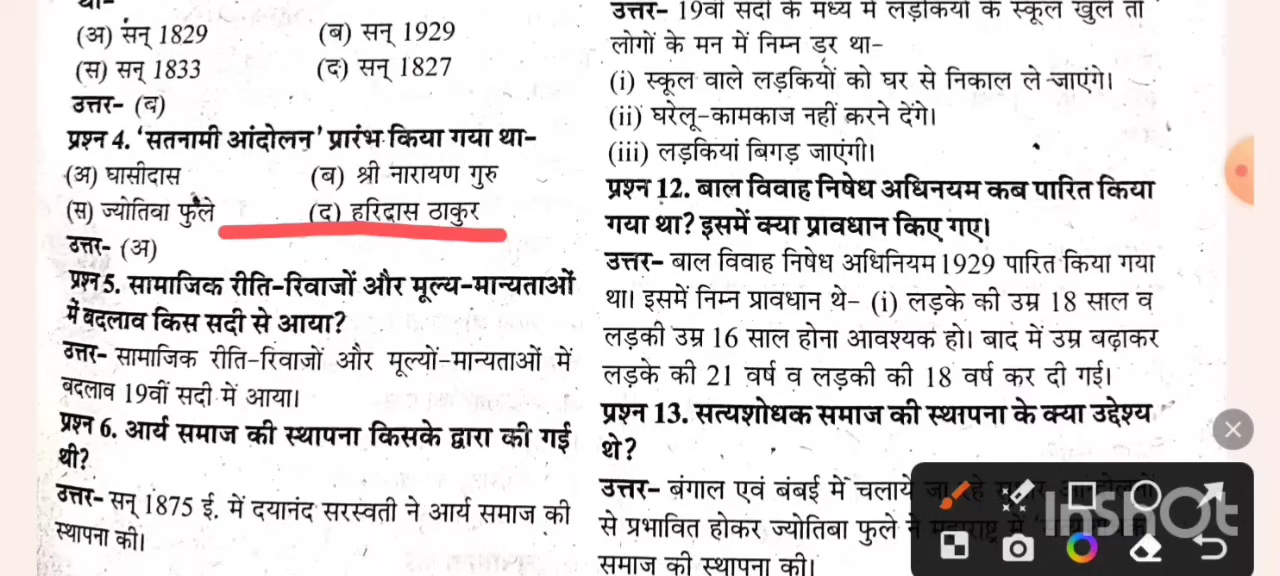 था-
(अ) सन् 1829 (ब) सन् 1929
(स) सन् 1833 (द) सन् 1827
उत्तर- (ब)
प्रश्न 4. 'सतनामी आंदोलन' प्रारंभ किया गया था-
(अ) घासीदास (ब) श्री नारायण गुरु
(स) ज्योतिबा फुले (द) हरिदास ठाकुर
उत्तर- (अ)
प्रश्न 5. सामाजिक रीति-रिवाजों और मूल्य-मान्यताओं
में बदलाव किस सदी से आया?
उत्तर- सामाजिक रीति-रिवाजों और मूल्यों-मान्यताओं में
बदलाव 19वीं सदी में आया।
प्रश्न 6. आर्य समाज की स्थापना किसके द्वारा की गई
थी?
उत्तर- सन् 1875 ई. में दयानंद सरस्वती ने आर्य समाज की
स्थापना की।
उत्तर- 19वीं सदी के मध्य में लड़कियों के स्कूल खुले तो
लोगों के मन में निम्न डर था-
(i) स्कूल वाले लड़कियों को घर से निकाल ले जाएंगे।
(ii) घरेलू-कामकाज नहीं करने देंगे।
(iii) लड़कियां बिगड़ जाएंगी।
प्रश्न 12. बाल विवाह निषेध अधिनयम कब पारित किया
गया था? इसमें क्या प्रावधान किए गए।
उत्तर- बाल विवाह निषेध अधिनियम 1929 पारित किया गया
था। इसमें निम्न प्रावधान थे- (i) लड़के की उम्र 18 साल व
लड़की उम्र 16 साल होना आवश्यक हो। बाद में उम्र बढ़ाकर
लड़के की 21 वर्ष व लड़की की 18 वर्ष कर दी गई।
प्रश्न 13. सत्यशोधक समाज की स्थापना के क्या उद्देश्य
थे?
उत्तर- बंगाल एवं बंबई में चलाये जा रहे
से प्रभावित होकर ज्योतिबा फुले ने महाराष्ट्र में
समाज की स्थापना की।
InShot